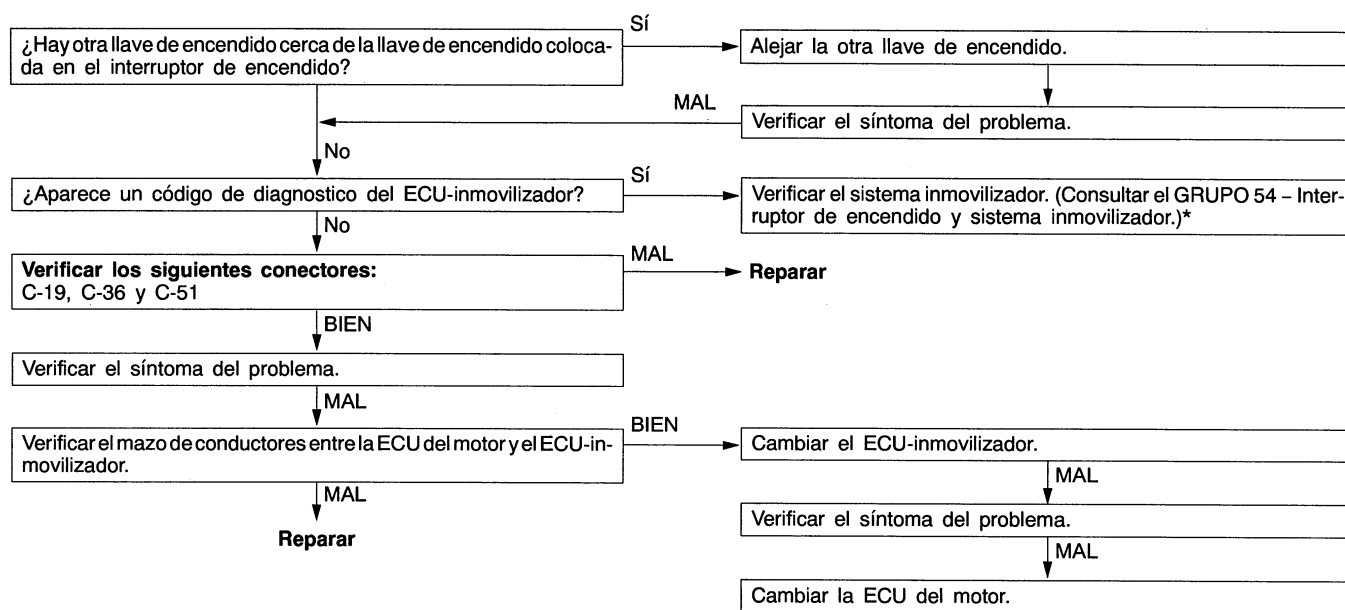 ¿Hay otra llave de encendido cerca de la llave de encendido coloca-
da en el interruptor de encendido?
Sí
Alejar la otra llave de encendido.
MAL
Verificar el síntoma del problema.
No
¿Aparece un código de diagnostico del ECU-inmovilizador?
Sí
Verificar el sistema inmovilizador. (Consultar el GRUPO 54 – Inter-
ruptor de encendido y sistema inmovilizador.)*
No
Verificar los siguientes conectores:
C-19, C-36 y C-51
MAL
Reparar
BIEN
Verificar el síntoma del problema.
MAL
Verificar el mazo de conductores entre la ECU del motor y el ECU-in-
movilizador.
BIEN
Cambiar el ECU-inmovilizador.
MAL
Reparar
MAL
Verificar el síntoma del problema.
MAL
Cambiar la ECU del motor.